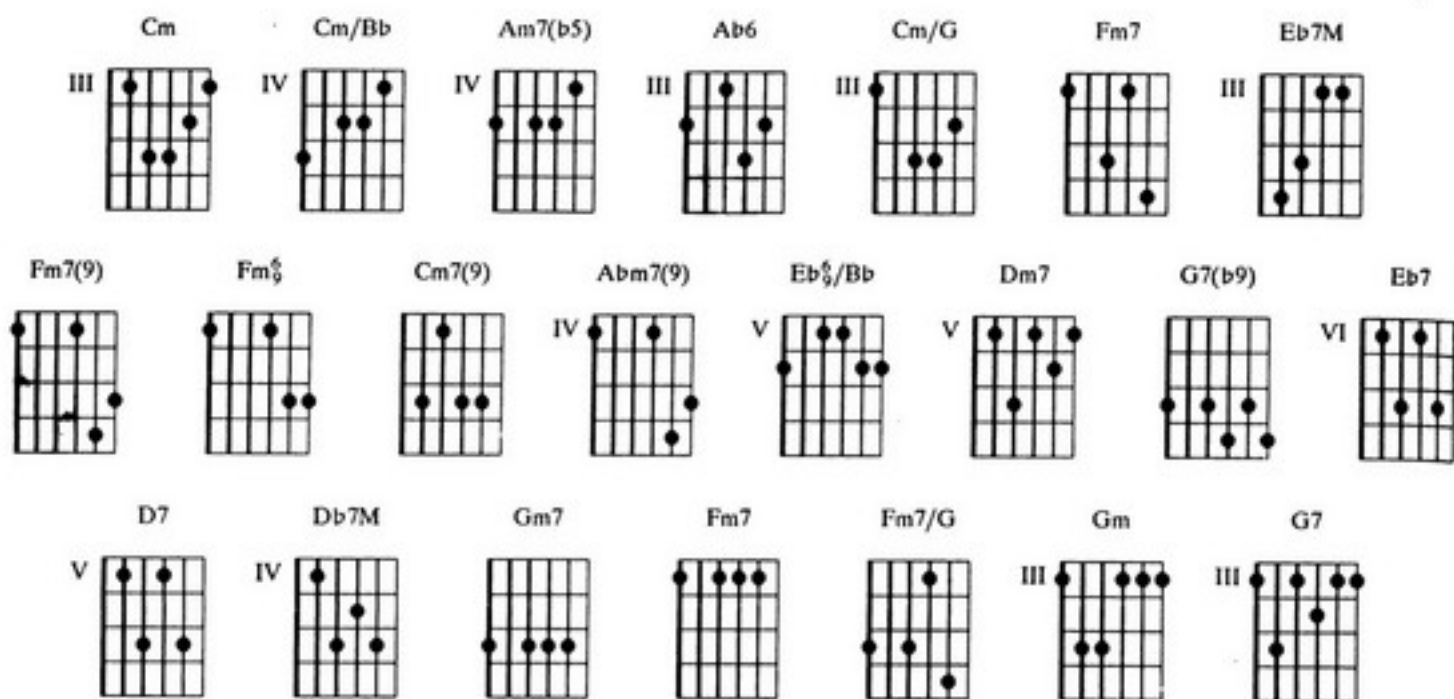 Cm Cm/Bb Am7(b5) Ab6 Cm/G Fm7 Eb7M
III IV IV III III III
Fm7(9) Fm6/9 Cm7(9) Abm7(9) Eb6/9/Bb Dm7 G7(b9) Eb7
IV V V VI
D7 Db7M Gm7 Fm7 Fm7/G Gm G7
V IV III III